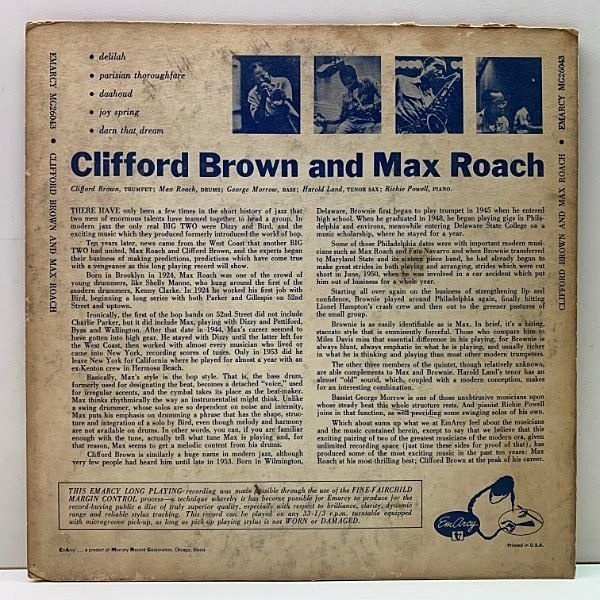 • delilah
• parisian thoroughfare
• daahoud
• joy spring
• darn that dream
EMARCY MG26043 • CLIFFORD BROWN AND MAX ROACH
Clifford Brown and Max Roach
Clifford Brown, TRUMPET; Max Roach, DRUMS; George Morrow, BASS; Harold Land, TENOR SAX; Richie Powell, PIANO.
THERE HAVE only been a few times in the short history of jazz that
two men of enormous talents have teamed together to head a group. In
modern jazz the only real BIG TWO were Dizzy and Bird, and the
exciting music which they produced formerly introduced the world of bop.
Ten years later, news came from the West Coast that another BIG
TWO had united, Max Roach and Clifford Brown, and the experts began
their business of making predictions, predictions which have come true
with a vengeance as this long playing record will show.
Born in Brooklyn in 1924, Max Roach was one of the crowd of
young drummers, like Shelly Manne, who hung around the first of the
modern drummers, Kenny Clarke. In 1924 he worked his first job with
Bird, beginning a long series with both Parker and Gillespie on 52nd
Street and uptown.
Ironically, the first of the bop bands on 52nd Street did not include
Charlie Parker, but it did include Max, playing with Dizzy and Pettiford,
Byas and Wallington. After that date in 1944, Max's career seemed to
have gotten into high gear. He stayed with Dizzy until the latter left for
the West Coast, then worked with almost every musician who lived or
came into New York, recording scores of tunes. Only in 1953 did he
leave New York for California where he played for almost a year with an
ex-Kenton crew in Hermosa Beach.
Basically, Max's style is the bop style. That is, the bass drum,
formerly used for designating the beat, becomes a detached "voice," used
for irregular accents, and the cymbal takes its place as the beat-maker.
Max thinks rhythmically the way an instrumentalist might think. Unlike
a swing drummer, whose solos are so dependent on noise and intensity,
Max puts his emphasis on drumming a phrase that has the shape, struc-
ture and integration of a solo by Bird, even though melody and harmony
are not available on drums. In other words, you can, if you are familiar
enough with the tune, actually tell what tune Max is playing and, for
that reason, Max seems to get a melodic content from his drums.
Clifford Brown is similarly a huge name in modern jazz, although
very few people had heard him until late in 1953. Born in Wilmington,
Delaware, Brownie first began to play trumpet in 1945 when he entered
high school. When he graduated in 1948, he began playing gigs in Phila-
delphia and environs, meanwhile entering Delaware State College on a
music scholarship, where he stayed for a year.
Some of those Philadelphia dates were with important modern musi-
cians such as Max Roach and Fats Navarro and when Brownie transferred
to Maryland State and its sixteen piece band, he had already begun to
make great strides in both playing and arranging, strides which were cut
short in June, 1950, when he was involved in a car accident which put
him out of business for a whole year.
Starting all over again on the business of strengthening lip and
confidence, Brownie played around Philadelphia again, finally hitting
Lionel Hampton's crash crew and then out to the greener pastures of
the small group.
Brownie is as easily identifiable as is Max. In brief, it's a biting,
staccato style that is eminently forceful. Those who compare him to
Miles Davis miss that essential difference in his playing, for Brownie is
always blunt, always emphatic in what he is playing, and usually richer
in what he is thinking and playing than most other modern trumpeters.
The other three members of the quintet, though relatively unknown,
are able complements to Max and Brownie. Harold Land's tenor has an
almost "old" sound, which, coupled with a modern conception, makes
for an interesting combination.
Bassist George Morrow is one of those unobtrusive musicians upon
whose steady beat this whole structure rests. And pianist Richie Powell
joins in that function, as well providing some swinging solos of his own.
Which about sums up what we at EmArcy feel about the musicians
and the music contained herein, except to say that we believe that this
exciting pairing of two of the greatest musicians of the modern era, given
unlimited recording space (just time these sides for proof of that), has
produced some of the most exciting music in the past ten years: Max
Roach at his most thrilling best; Clifford Brown at the peak of his career.
EMARCY MG26043 • CLIFFORD BROWN AND MAX ROACH
THIS EMARCY LONG PLAYING recording was made possible through the use of the FINE-FAIRCHILD
MARGIN CONTROL process—a technique whereby it has become possible for Emarcy to produce for the
record-buying public a disc of truly superior quality, especially with respect to brilliance, clarity, dynamic
range and reliable stylus tracking. This record can be played on any 33-1/3 r.p.m. turntable equipped
with microgroove pick-up, as long as pick-up playing stylus is not WORN or DAMAGED.
EmArcy
EmArcy . . . a product of Mercury Record Corporation, Chicago, Illinois
Printed in U.S.A.